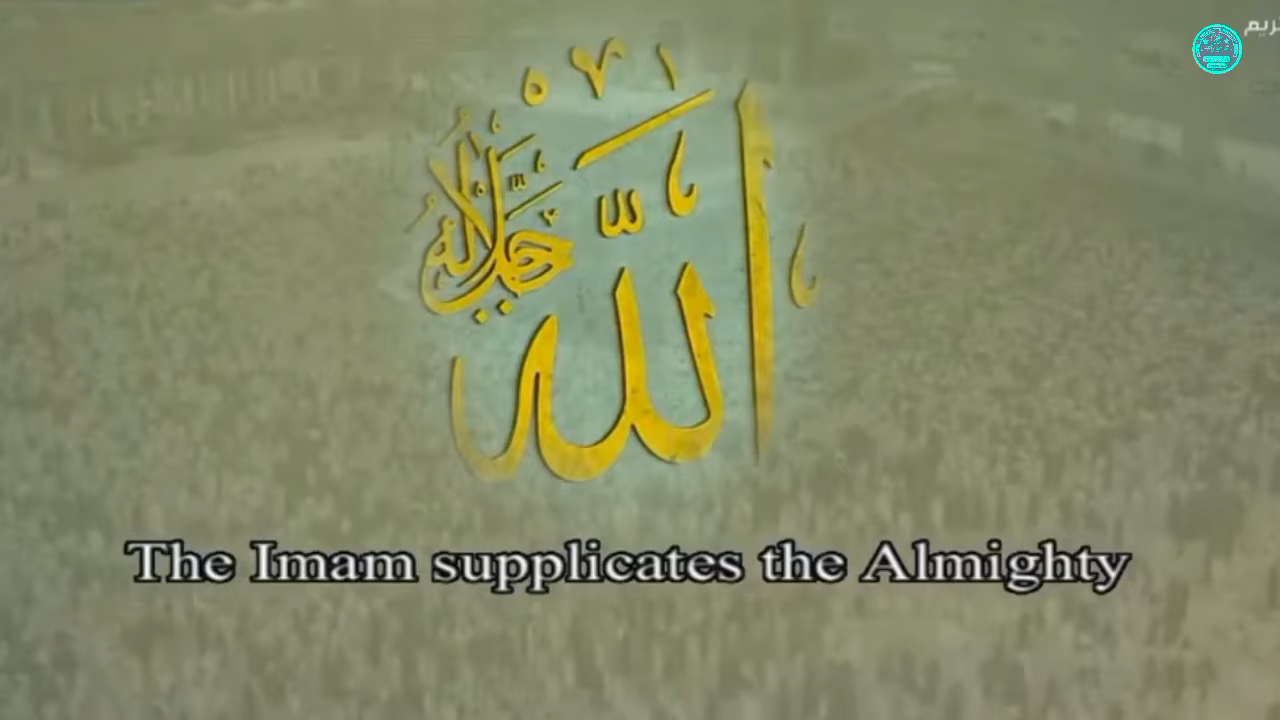 الله
جل جلاله
The Imam supplicates the Almighty